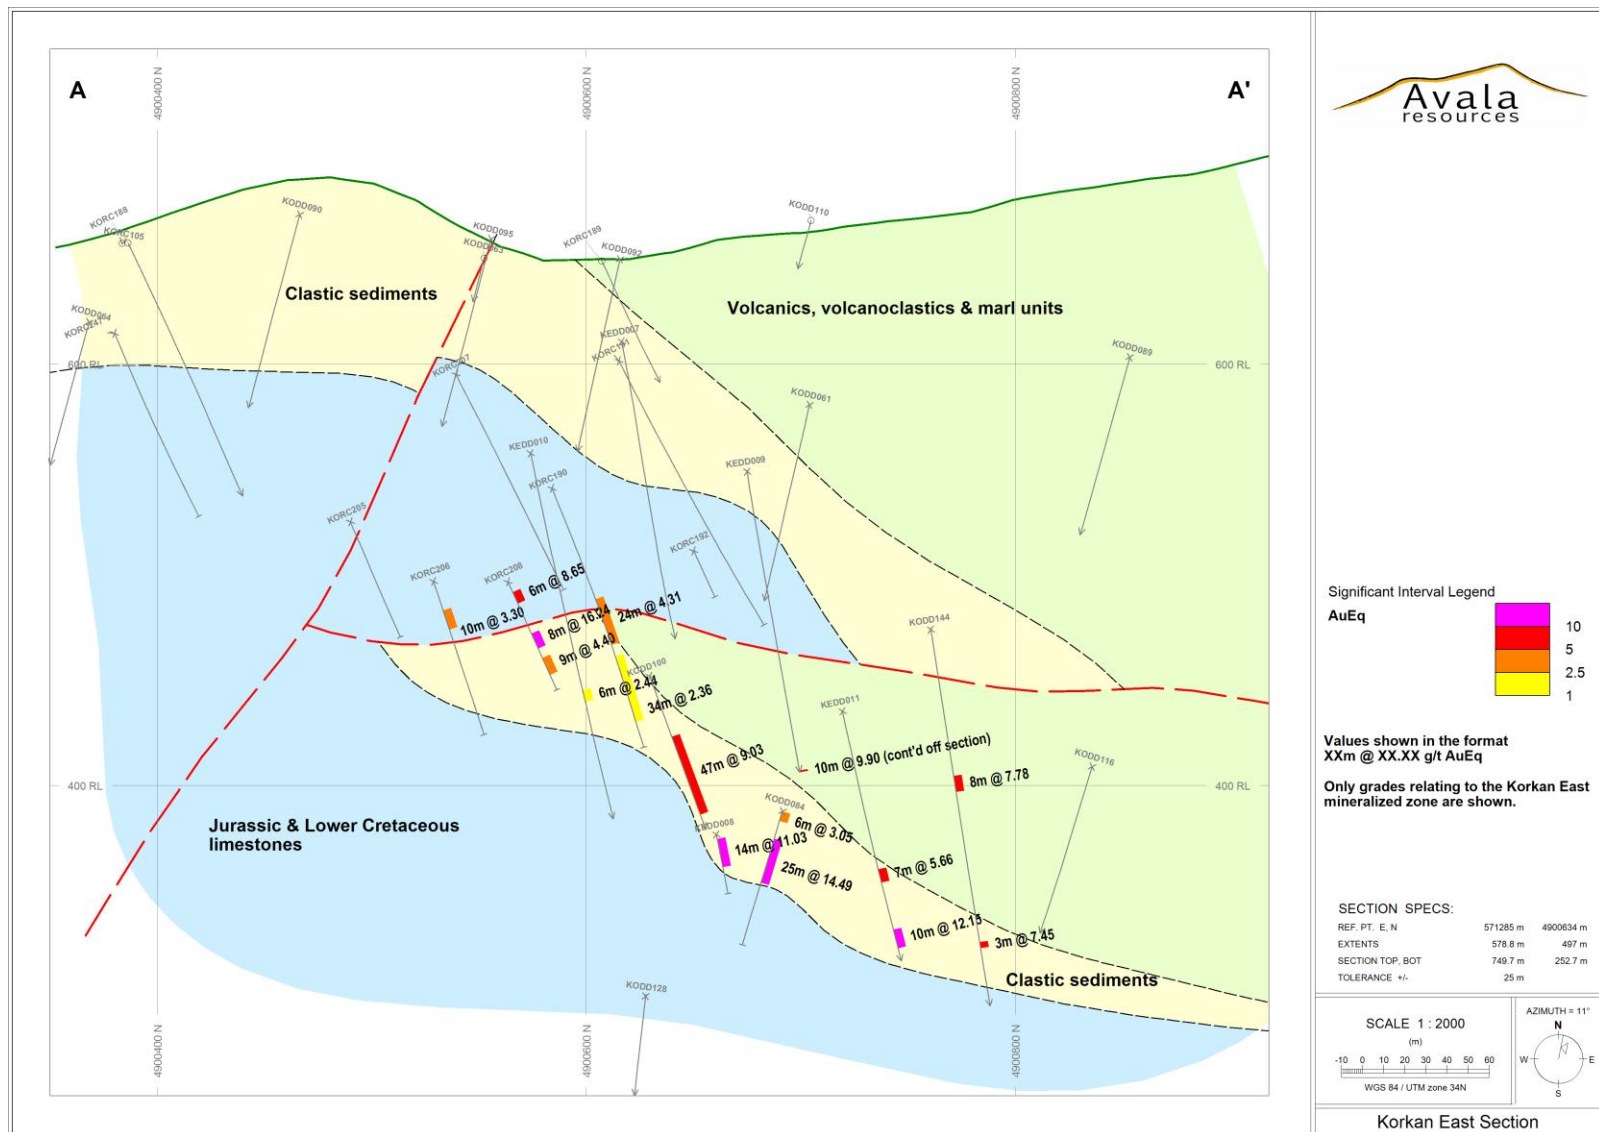 A
A'
4900400 N
4900600 N
4900800 N
KORC188
KORC105
KODD090
KODD095
KODD063
KORC189
KODD092
KODD110
Clastic sediments
Volcanics, volcanoclastics & marl units
KODD064
KORC247
KEDD007
KORC191
600 RL
600 RL
KODD089
KODD061
KEDD010
KEDD009
KORC190
KORC205
KORC192
KORC206
KORC208
6m @ 8.65
24m @ 4.31
10m @ 3.30
8m @ 16.24
9m @ 4.40
KODD144
KODD100
6m @ 2.44
34m @ 2.36
KEDD011
47m @ 9.03
10m @ 9.90 (cont'd off section)
KODD116
400 RL
400 RL
8m @ 7.78
KODD084
6m @ 3.05
Jurassic & Lower Cretaceous
limestones
KEDD008
14m @ 11.03
25m @ 14.49
7m @ 5.66
10m @ 12.15
3m @ 7.45
Clastic sediments
KODD128
4900400 N
4900600 N
4900800 N
Avala
resources
Significant Interval Legend
AuEq
10
5
2.5
1
Values shown in the format
XXm @ XX.XX g/t AuEq
Only grades relating to the Korkan East
mineralized zone are shown.
SECTION SPECS:
REF. PT. E, N 571285 m 4900634 m
EXTENTS 578.8 m 497 m
SECTION TOP, BOT 749.7 m 252.7 m
TOLERANCE +/- 25 m
SCALE 1 : 2000
(m)
-10 0 10 20 30 40 50 60
WGS 84 / UTM zone 34N
AZIMUTH = 11°
N
W
E
S
Korkan East Section